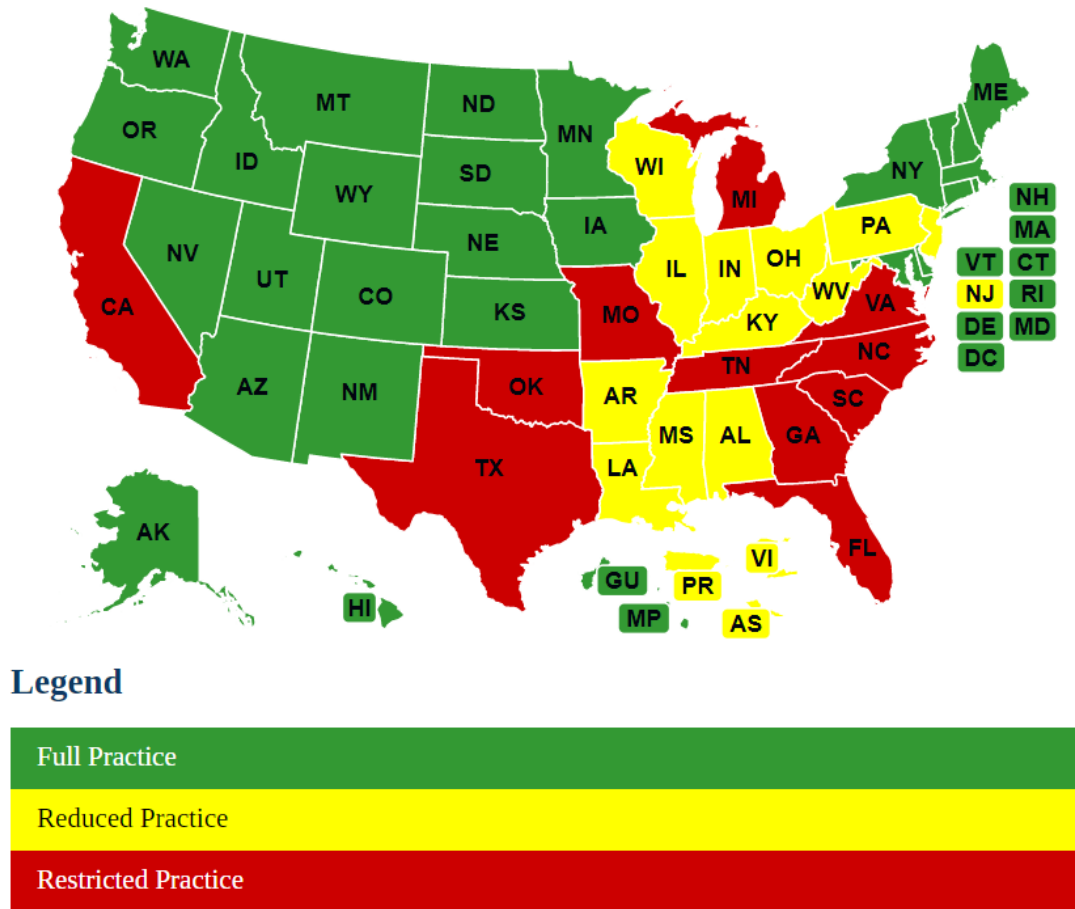 WA
MT
ND
MN
ME
OR
ID
SD
WI
NY
WY
MI
NH
IA
PA
MA
NV
NE
IL
IN
OH
VT
CT
UT
CO
WV
NJ
RI
CA
KS
MO
KY
VA
DE
MD
AZ
NM
OK
TN
NC
DC
AR
SC
TX
MS
AL
GA
LA
AK
FL
HI
GU
PR
VI
MP
AS
Legend
Full Practice
Reduced Practice
Restricted Practice